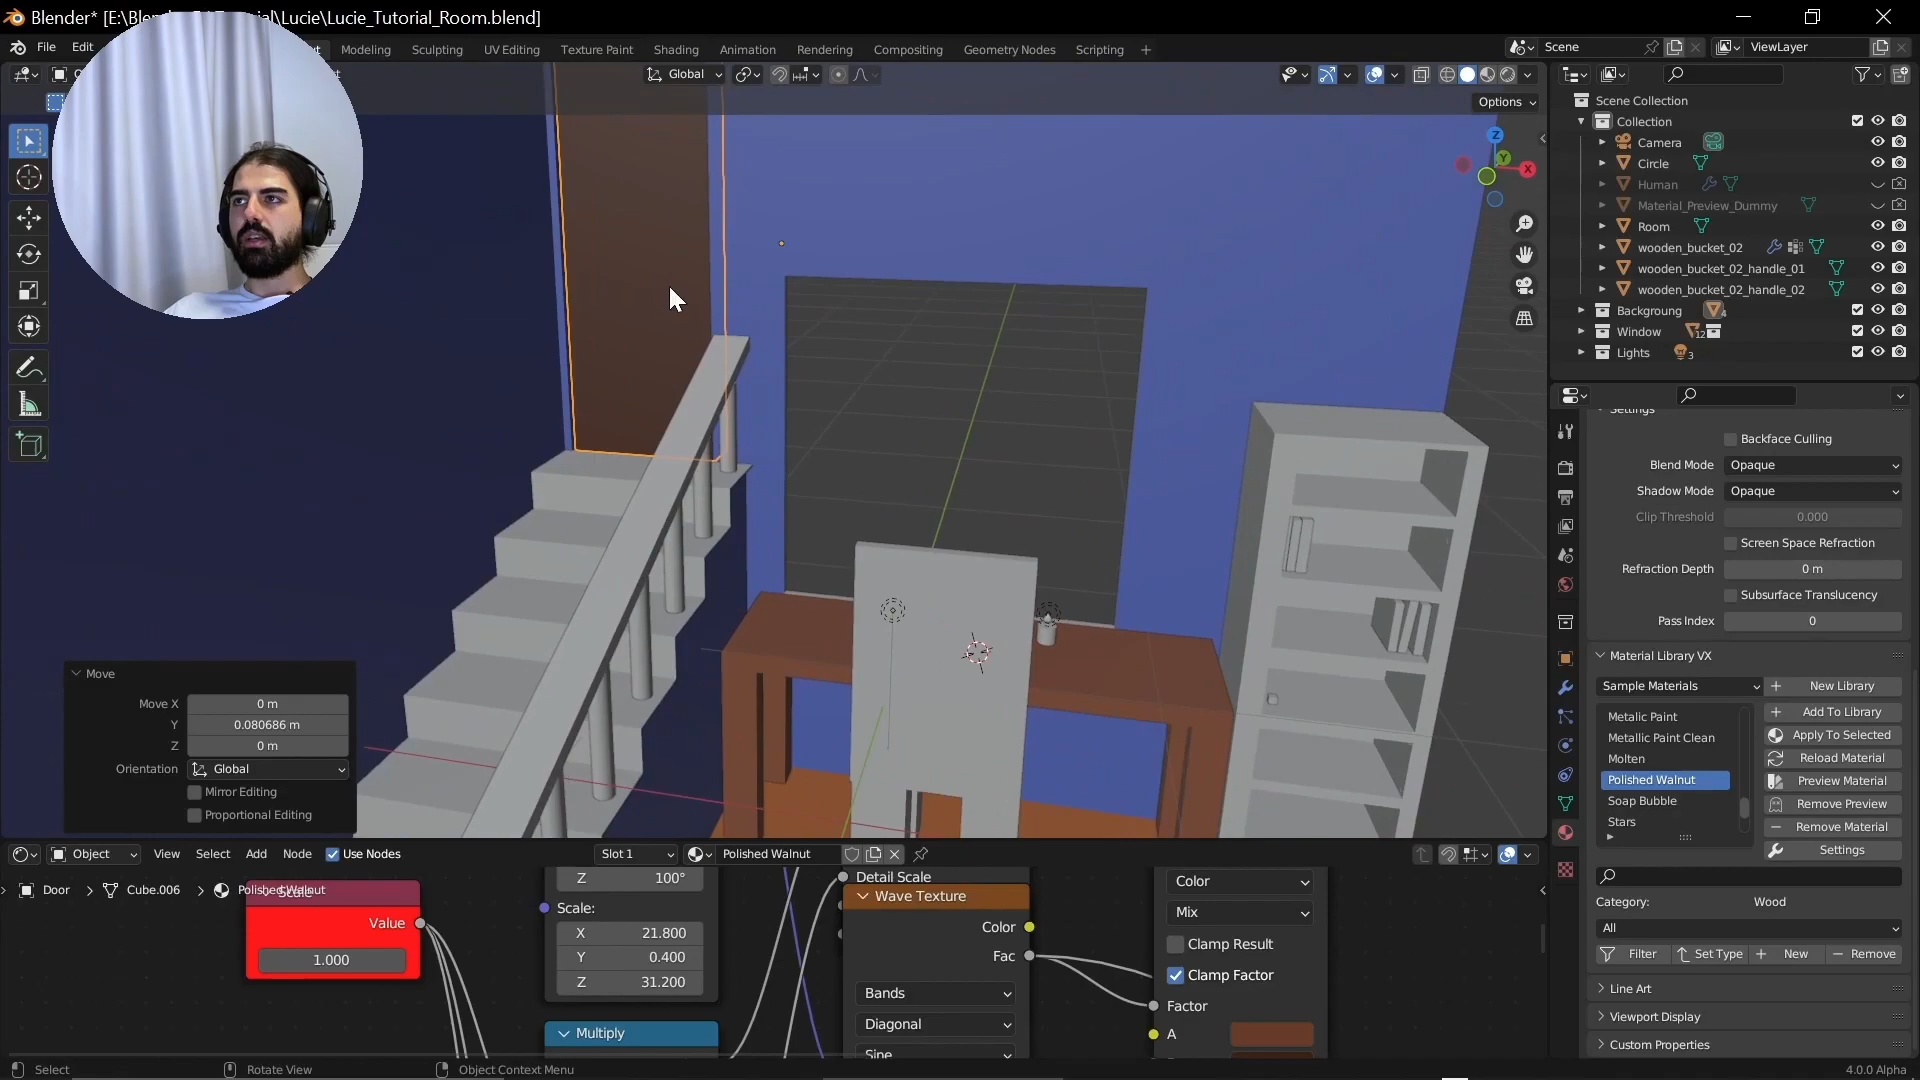 Blender* [E:\Blen
\Lucie\Lucie_Tutorial_Room.blend]
File
Edit
Modeling
Sculpting
UV Editing
Texture Paint
Shading
Animation
Rendering
Compositing
Geometry Nodes
Scripting
+
Scene
ViewLayer
Global
Options
Scene Collection
Collection
Camera
Circle
Human
Material_Preview_Dummy
Room
wooden_bucket_02
wooden_bucket_02_handle_01
wooden_bucket_02_handle_02
Backgroung
4
Window
12
Lights
3
Z
Y
X
Settings
Backface Culling
Blend Mode
Opaque
Shadow Mode
Opaque
Clip Threshold
0.000
Screen Space Refraction
Refraction Depth
0 m
Subsurface Translucency
Pass Index
0
Material Library VX
Sample Materials
New Library
Metalic Paint
Add To Library
Metallic Paint Clean
Apply To Selected
Molten
Reload Material
Polished Walnut
Preview Material
Soap Bubble
Remove Preview
Stars
Remove Material
Settings
Category:
Wood
All
Filter
Set Type
New
Remove
Line Art
Viewport Display
Custom Properties
Move
Move X
0 m
Y
0.080686 m
Z
0 m
Orientation
Global
Mirror Editing
Proportional Editing
Object
View
Select
Add
Node
Use Nodes
Slot 1
Polished Walnut
Door
Cube.006
Polished Walnut
Scale
Value
1.000
Z
100°
Scale:
X
21.800
Y
0.400
Z
31.200
Multiply
Detail Scale
Wave Texture
Color
Fac
Bands
Diagonal
Sine
Color
Mix
Clamp Result
Clamp Factor
Factor
A
Select
Rotate View
Object Context Menu
4.0.0 Alpha